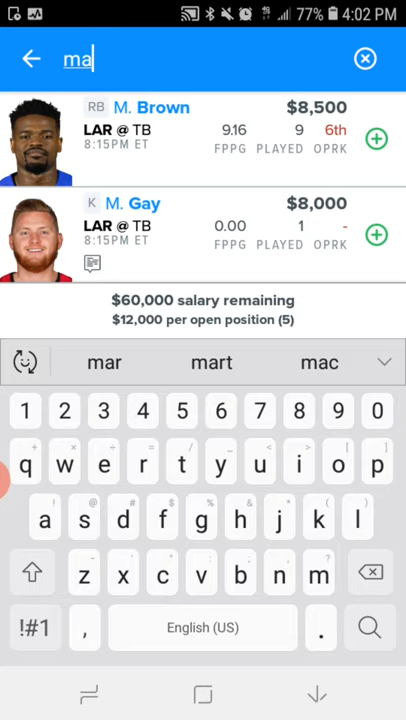 77% 4:02 PM
ma
RB M. Brown $8,500
LAR @ TB 9.16 9 6th
8:15PM ET FPPG PLAYED OPRK
K M. Gay $8,000
LAR @ TB 0.00 1 -
8:15PM ET FPPG PLAYED OPRK
$60,000 salary remaining
$12,000 per open position (5)
mar mart mac
1 2 3 4 5 6 7 8 9 0
+ × ÷ = / _ < > [ ]
q w e r t y u i o p
! @ # $ % ^ & * ( )
a s d f g h j k l
- ' " : ; , ?
z x c v b n m
!#1 , English (US) .